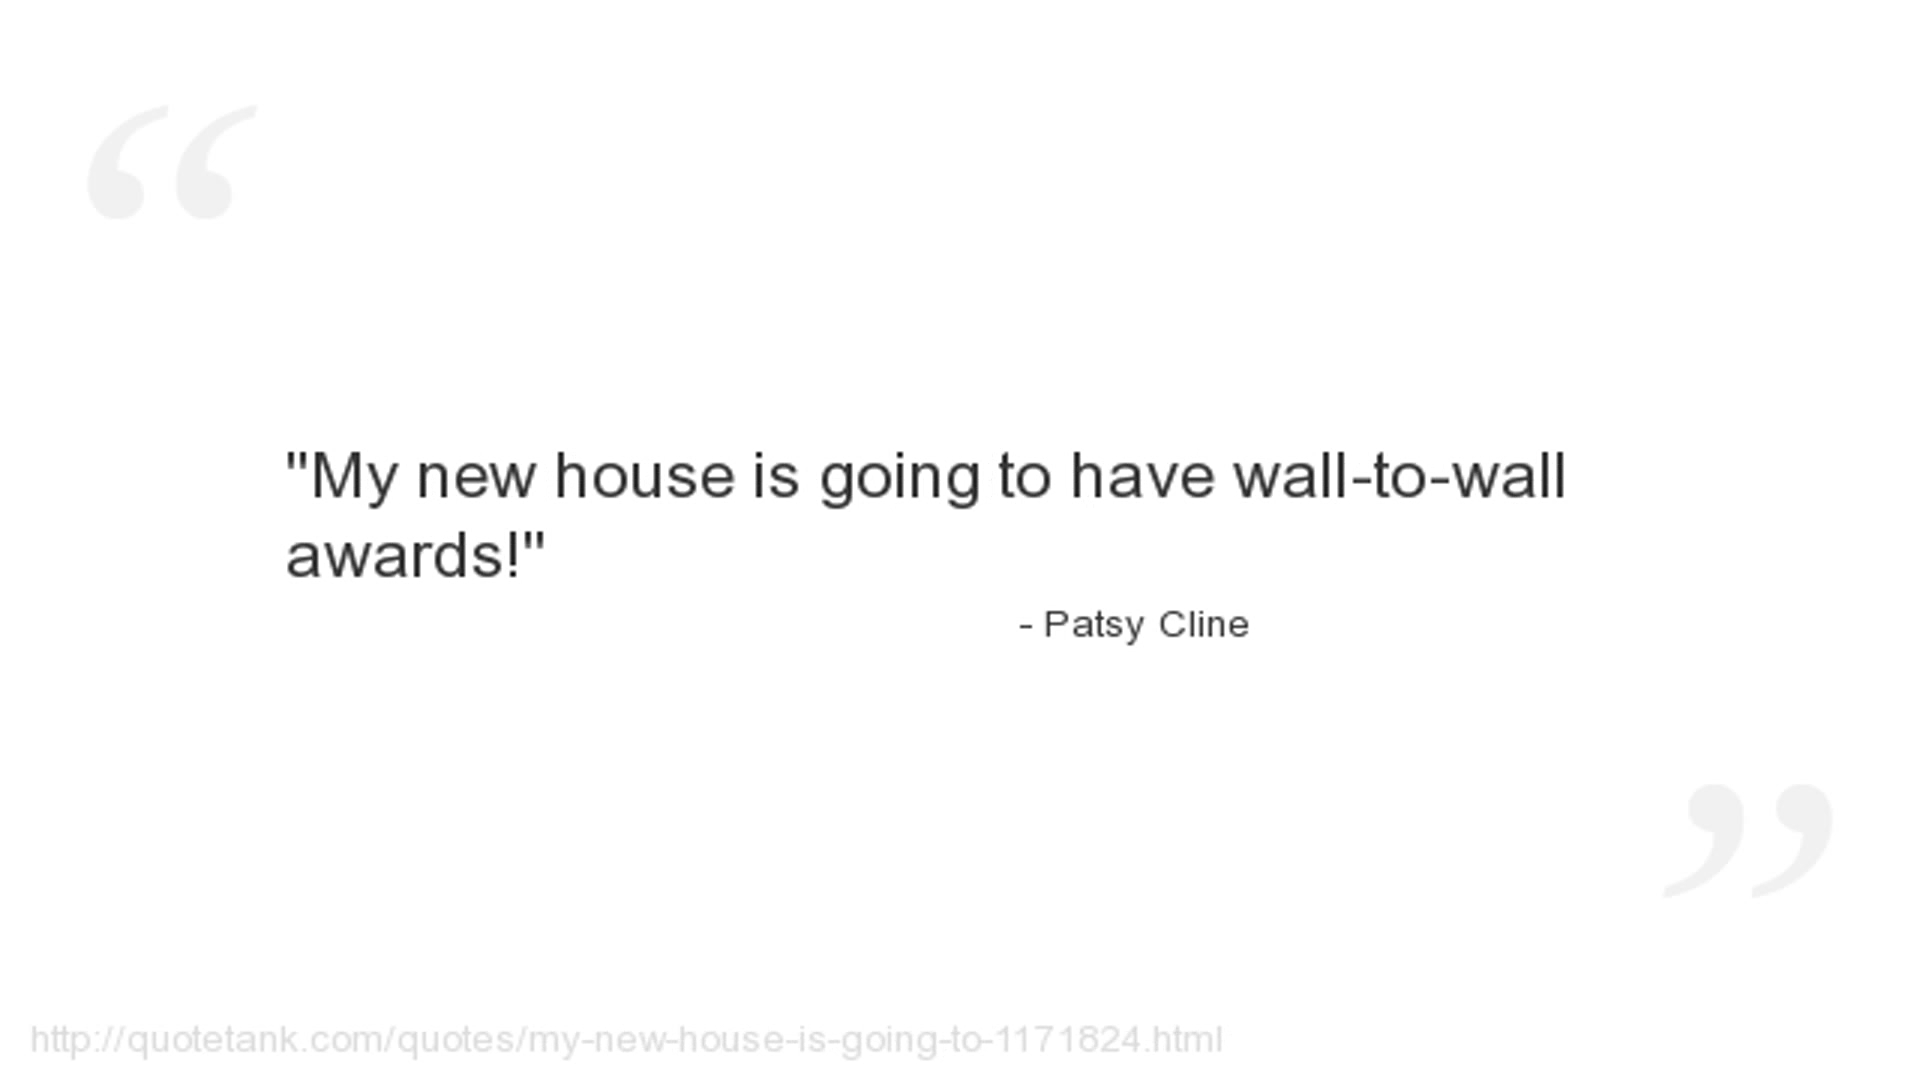 "My new house is going to have wall-to-wall
awards!"
- Patsy Cline
http://quotetank.com/quotes/my-new-house-is-going-to-1171824.html